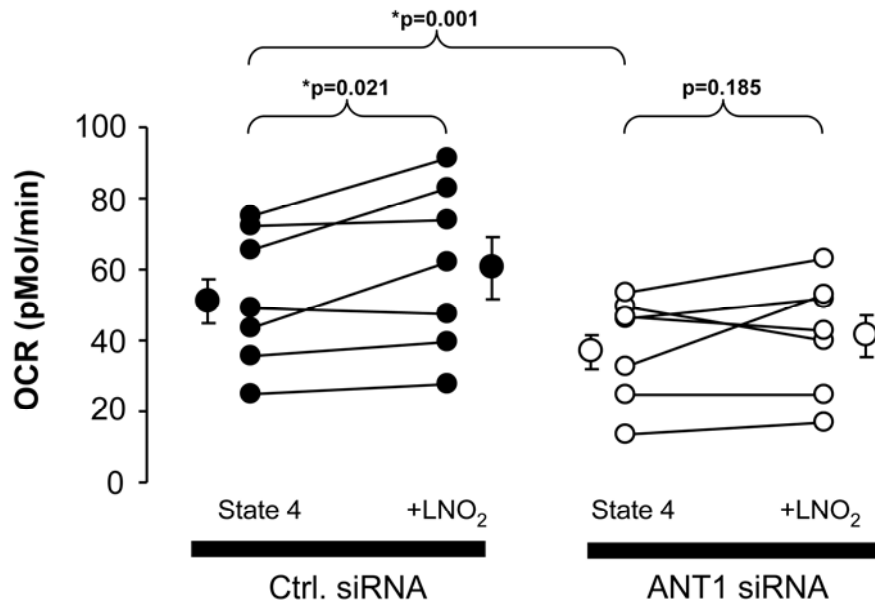 *p=0.001
*p=0.021
p=0.185
OCR (pMol/min)
100
80
60
40
20
0
State 4
+LNO₂
State 4
+LNO₂
Ctrl. siRNA
ANT1 siRNA